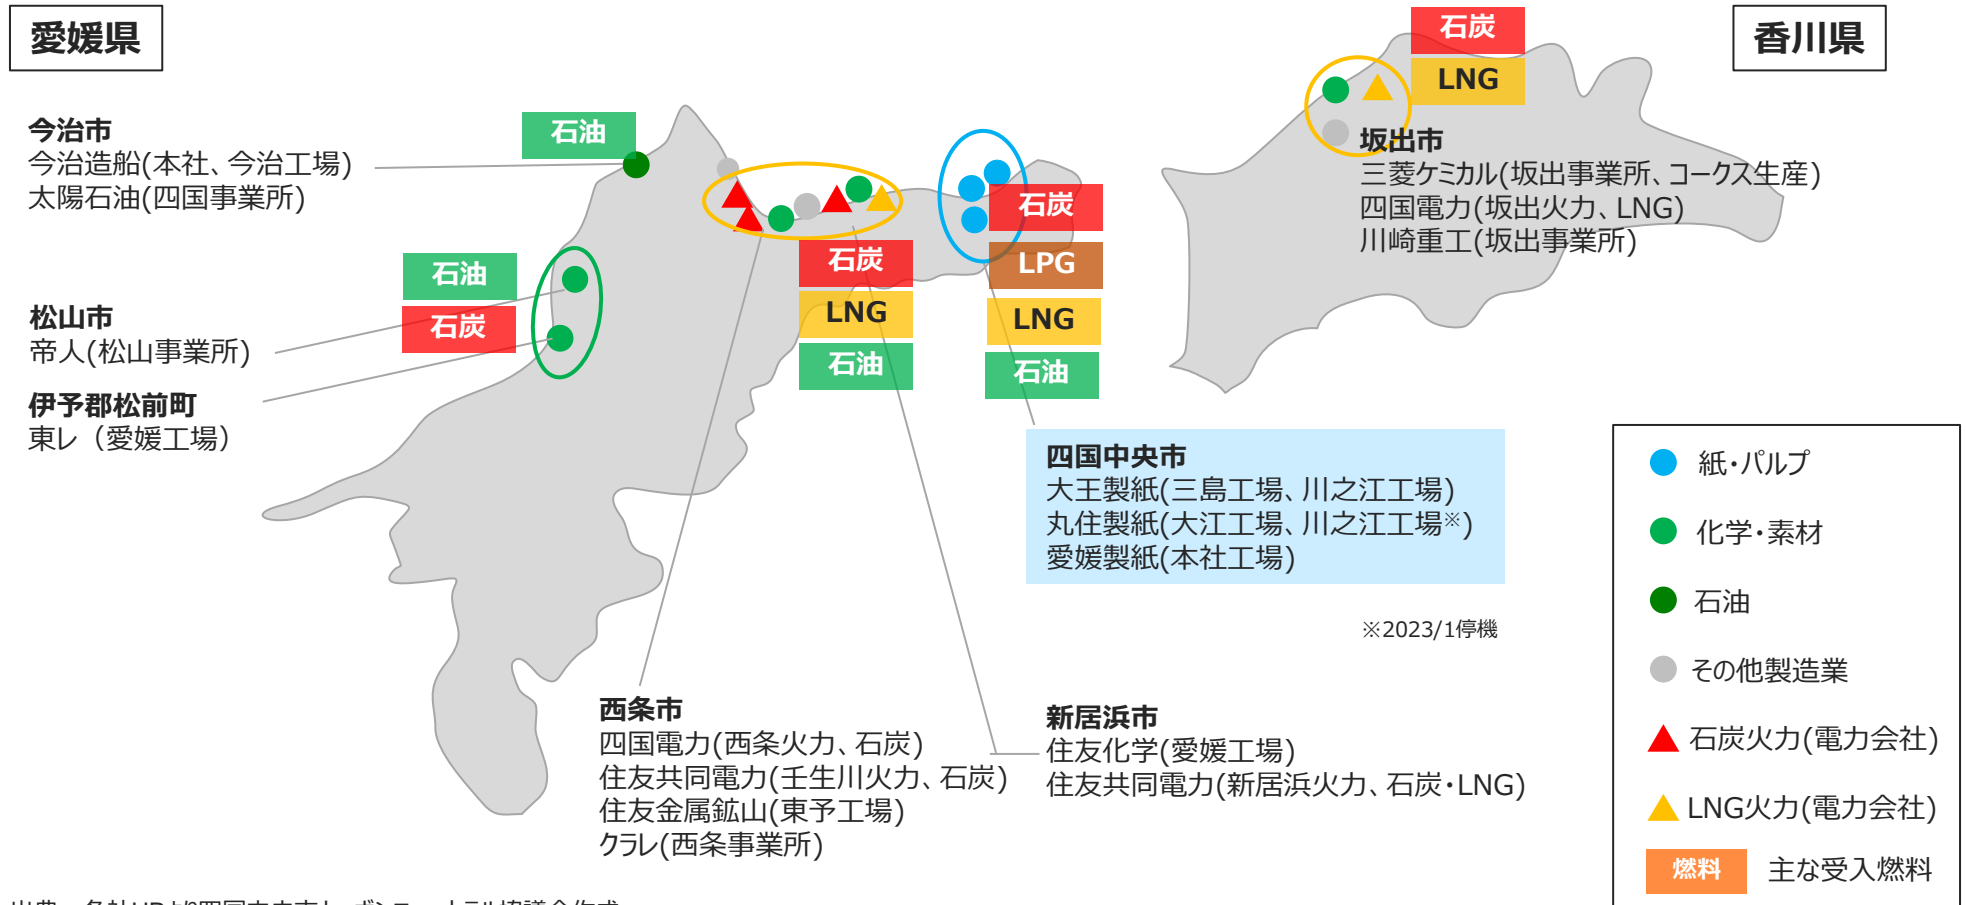 愛媛県
香川県
石炭
LNG
今治市
今治造船(本社、今治工場)
太陽石油(四国事業所)
石油
坂出市
三菱ケミカル(坂出事業所、コークス生産)
四国電力(坂出火力、LNG)
川崎重工(坂出事業所)
石油
石炭
松山市
帝人(松山事業所)
伊予郡松前町
東レ（愛媛工場）
石炭
LNG
石油
石炭
LPG
LNG
石油
四国中央市
大王製紙(三島工場、川之江工場)
丸住製紙(大江工場、川之江工場※)
愛媛製紙(本社工場)
※2023/1停機
西条市
四国電力(西条火力、石炭)
住友共同電力(壬生川火力、石炭)
住友金属鉱山(東予工場)
クラレ(西条事業所)
新居浜市
住友化学(愛媛工場)
住友共同電力(新居浜火力、石炭・LNG)
紙・パルプ
化学・素材
石油
その他製造業
石炭火力(電力会社)
LNG火力(電力会社)
燃料 主な受入燃料